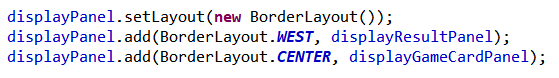 displayPanel.setLayout(new BorderLayout());
displayPanel.add(BorderLayout.WEST, displayResultPanel);
displayPanel.add(BorderLayout.CENTER, displayGameCardPanel);